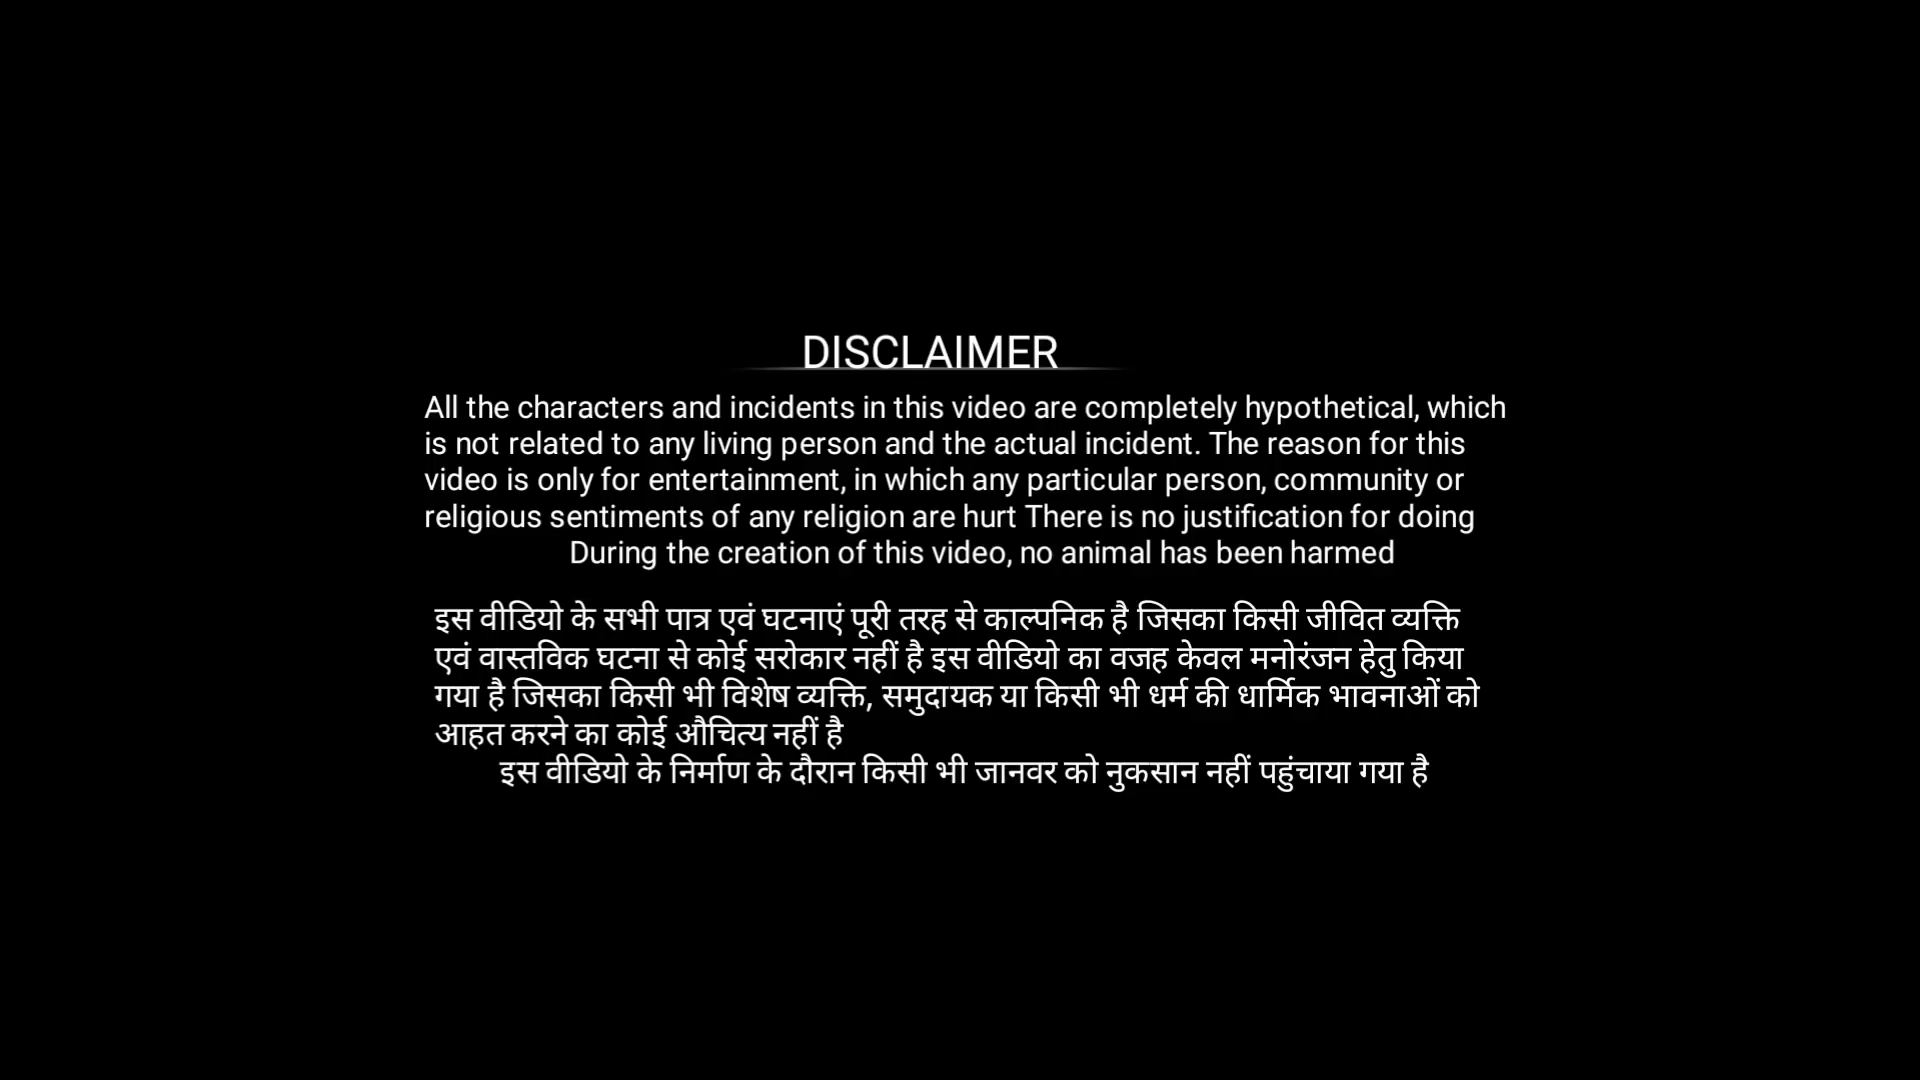 DISCLAIMER
All the characters and incidents in this video are completely hypothetical, which
is not related to any living person and the actual incident. The reason for this
video is only for entertainment, in which any particular person, community or
religious sentiments of any religion are hurt There is no justification for doing
During the creation of this video, no animal has been harmed
इस वीडियो के सभी पात्र एवं घटनाएं पूरी तरह से काल्पनिक है जिसका किसी जीवित व्यक्ति
एवं वास्तविक घटना से कोई सरोकार नहीं है इस वीडियो का वजह केवल मनोरंजन हेतु किया
गया है जिसका किसी भी विशेष व्यक्ति, समुदायक या किसी भी धर्म की धार्मिक भावनाओं को
आहत करने का कोई औचित्य नहीं है
इस वीडियो के निर्माण के दौरान किसी भी जानवर को नुकसान नहीं पहुंचाया गया है